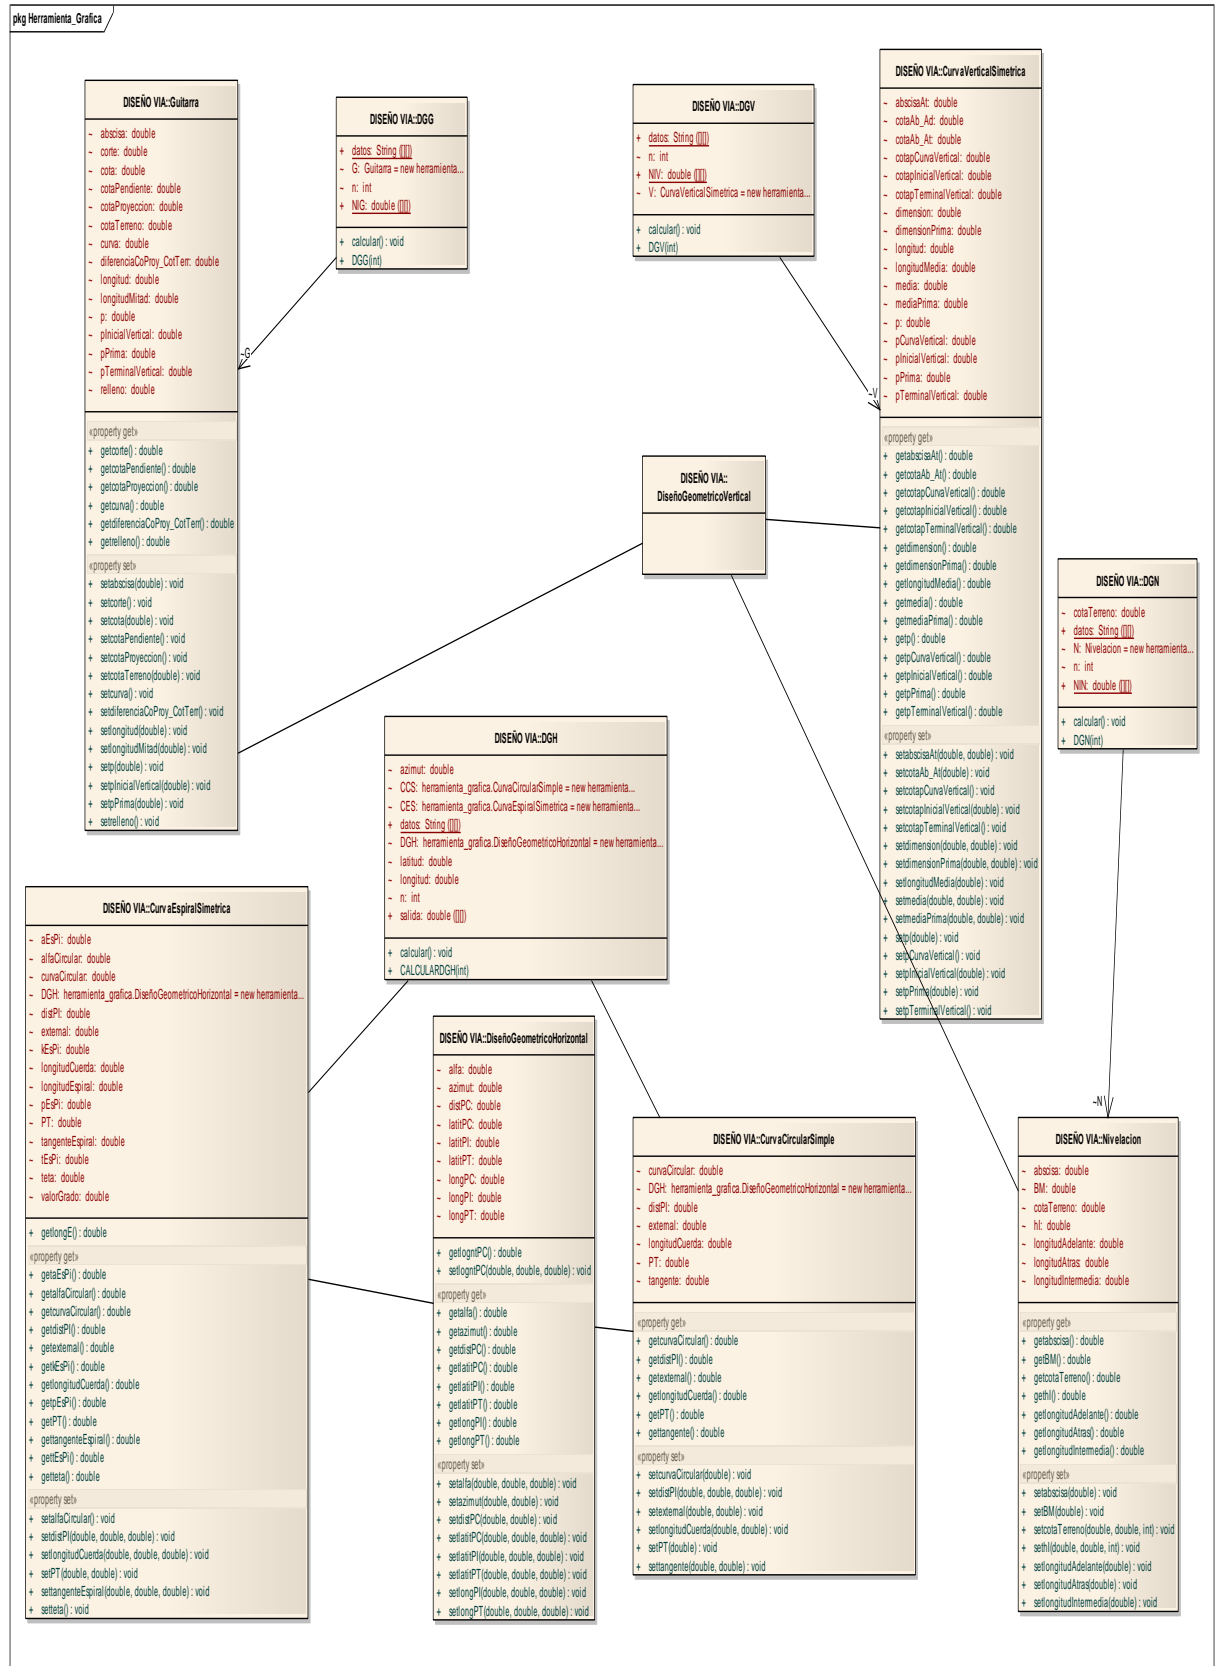 pkg Herramienta_Grafica
DISEÑO VIA::Guitarra
~ abscisa: double
~ corte: double
~ cota: double
~ cotaPendiente: double
~ cotaProyeccion: double
~ cotaTerreno: double
~ curva: double
~ diferenciaCoProy_CotTerr: double
~ longitud: double
~ longitudMitad: double
~ p: double
~ pInicialVertical: double
~ pPrima: double
~ pTerminalVertical: double
~ relleno: double
«property get»
+ getcorte() : double
+ getcotaPendiente() : double
+ getcotaProyeccion() : double
+ getcurva() : double
+ getdiferenciaCoProy_CotTerr() : double
+ getrelleno() : double
«property set»
+ setabscisa(double) : void
+ setcorte() : void
+ setcota(double) : void
+ setcotaPendiente() : void
+ setcotaProyeccion() : void
+ setcotaTerreno(double) : void
+ setcurva() : void
+ setdiferenciaCoProy_CotTerr() : void
+ setlongitud(double) : void
+ setlongitudMitad(double) : void
+ setp(double) : void
+ setpInicialVertical(double) : void
+ setpPrima(double) : void
+ setrelleno() : void
DISEÑO VIA::DGG
+ datos: String ([][])
~ G: Guitarra = new herramienta...
~ n: int
+ NIG: double ([][])
+ calcular() : void
+ DGG(int)
~G
DISEÑO VIA::DGV
+ datos: String ([][])
~ n: int
+ NIV: double ([][])
~ V: CurvaVerticalSimetrica = new herramienta...
+ calcular() : void
+ DGV(int)
~V
DISEÑO VIA::CurvaVerticalSimetrica
~ abscisaAt: double
~ cotaAb_Ad: double
~ cotaAb_At: double
~ cotapCurvaVertical: double
~ cotapInicialVertical: double
~ cotapTerminalVertical: double
~ dimension: double
~ dimensionPrima: double
~ longitud: double
~ longitudMedia: double
~ media: double
~ mediaPrima: double
~ p: double
~ pCurvaVertical: double
~ pInicialVertical: double
~ pPrima: double
~ pTerminalVertical: double
«property get»
+ getabscisaAt() : double
+ getcotaAb_At() : double
+ getcotapCurvaVertical() : double
+ getcotapInicialVertical() : double
+ getcotapTerminalVertical() : double
+ getdimension() : double
+ getdimensionPrima() : double
+ getlongitudMedia() : double
+ getmedia() : double
+ getmediaPrima() : double
+ getp() : double
+ getpCurvaVertical() : double
+ getpInicialVertical() : double
+ getpPrima() : double
+ getpTerminalVertical() : double
«property set»
+ setabscisaAt(double, double) : void
+ setcotaAb_At(double) : void
+ setcotapCurvaVertical() : void
+ setcotapInicialVertical(double) : void
+ setcotapTerminalVertical() : void
+ setdimension(double, double) : void
+ setdimensionPrima(double, double) : void
+ setlongitudMedia(double) : void
+ setmedia(double, double) : void
+ setmediaPrima(double, double) : void
+ setp(double) : void
+ setpCurvaVertical() : void
+ setpInicialVertical(double) : void
+ setpPrima(double) : void
+ setpTerminalVertical() : void
DISEÑO VIA::
DiseñoGeometricoVertical
DISEÑO VIA::DGN
~ cotaTerreno: double
+ datos: String ([][])
~ N: Nivelacion = new herramienta...
~ n: int
+ NIN: double ([][])
+ calcular() : void
+ DGN(int)
~N
DISEÑO VIA::DGH
~ azimut: double
~ CCS: herramienta_grafica.CurvaCircularSimple = new herramienta...
~ CES: herramienta_grafica.CurvaEspiralSimetrica = new herramienta...
+ datos: String ([][])
~ DGH: herramienta_grafica.DiseñoGeometricoHorizontal = new herramienta...
~ latitud: double
~ longitud: double
~ n: int
+ salida: double ([][])
+ calcular() : void
+ CALCULARDGH(int)
DISEÑO VIA::CurvaEspiralSimetrica
~ aEsPi: double
~ alfaCircular: double
~ curvaCircular: double
~ DGH: herramienta_grafica.DiseñoGeometricoHorizontal = new herramienta...
~ distPI: double
~ external: double
~ kEsPi: double
~ longitudCuerda: double
~ longitudEspiral: double
~ pEsPi: double
~ PT: double
~ tangenteEspiral: double
~ tEsPi: double
~ teta: double
~ valorGrado: double
+ getlongE() : double
«property get»
+ getaEsPi() : double
+ getalfaCircular() : double
+ getcurvaCircular() : double
+ getdistPI() : double
+ getexternal() : double
+ getkEsPi() : double
+ getlongitudCuerda() : double
+ getpEsPi() : double
+ getPT() : double
+ gettangenteEspiral() : double
+ gettEsPi() : double
+ getteta() : double
«property set»
+ setalfaCircular() : void
+ setdistPI(double, double, double) : void
+ setlongitudCuerda(double, double, double) : void
+ setPT(double) : void
+ settangenteEspiral(double, double, double) : void
+ setteta() : void
DISEÑO VIA::DiseñoGeometricoHorizontal
~ alfa: double
~ azimut: double
~ distPC: double
~ latitPC: double
~ latitPI: double
~ latitPT: double
~ longPC: double
~ longPI: double
~ longPT: double
+ getlogntPC() : double
+ setlogntPC(double, double, double) : void
«property get»
+ getalfa() : double
+ getazimut() : double
+ getdistPC() : double
+ getlatitPC() : double
+ getlatitPI() : double
+ getlatitPT() : double
+ getlongPI() : double
+ getlongPT() : double
«property set»
+ setalfa(double, double, double) : void
+ setazimut(double, double) : void
+ setdistPC(double, double) : void
+ setlatitPC(double, double, double) : void
+ setlatitPI(double, double, double) : void
+ setlatitPT(double, double, double) : void
+ setlongPI(double, double, double) : void
+ setlongPT(double, double, double) : void
DISEÑO VIA::CurvaCircularSimple
~ curvaCircular: double
~ DGH: herramienta_grafica.DiseñoGeometricoHorizontal = new herramienta...
~ distPI: double
~ external: double
~ longitudCuerda: double
~ PT: double
~ tangente: double
«property get»
+ getcurvaCircular() : double
+ getdistPI() : double
+ getexternal() : double
+ getlongitudCuerda() : double
+ getPT() : double
+ gettangente() : double
«property set»
+ setcurvaCircular(double) : void
+ setdistPI(double, double, double) : void
+ setexternal(double, double) : void
+ setlongitudCuerda(double, double) : void
+ setPT(double) : void
+ settangente(double, double) : void
DISEÑO VIA::Nivelacion
~ abscisa: double
~ BM: double
~ cotaTerreno: double
~ hI: double
~ longitudAdelante: double
~ longitudAtras: double
~ longitudIntermedia: double
«property get»
+ getabscisa() : double
+ getBM() : double
+ getcotaTerreno() : double
+ gethI() : double
+ getlongitudAdelante() : double
+ getlongitudAtras() : double
+ getlongitudIntermedia() : double
«property set»
+ setabscisa(double) : void
+ setBM(double) : void
+ setcotaTerreno(double, double, int) : void
+ sethI(double, double, int) : void
+ setlongitudAdelante(double) : void
+ setlongitudAtras(double) : void
+ setlongitudIntermedia(double) : void